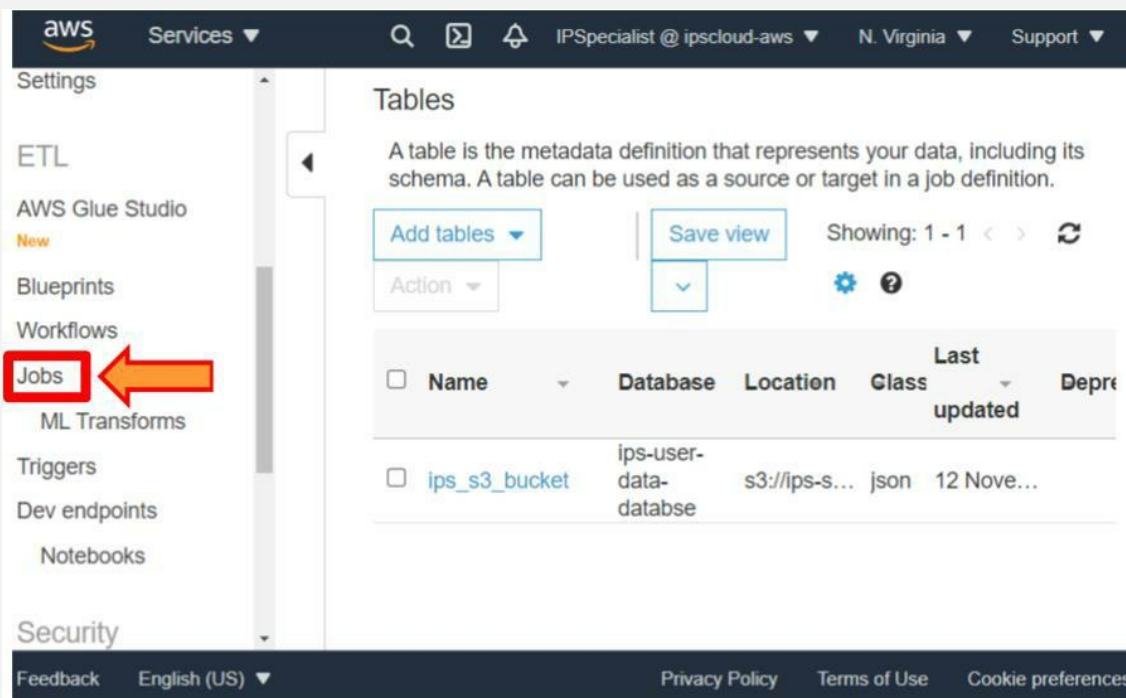 aws Services IPSpecialist @ ipscloud-aws N. Virginia Support
Settings
ETL
AWS Glue Studio
New
Blueprints
Workflows
Jobs
ML Transforms
Triggers
Dev endpoints
Notebooks
Security
Tables
A table is the metadata definition that represents your data, including its
schema. A table can be used as a source or target in a job definition.
Add tables Save view Showing: 1 - 1
Action
Name Database Location Class Last updated Depre
ips_s3_bucket ips-user-data-databse s3://ips-s... json 12 Nove...
Feedback English (US) Privacy Policy Terms of Use Cookie preferences